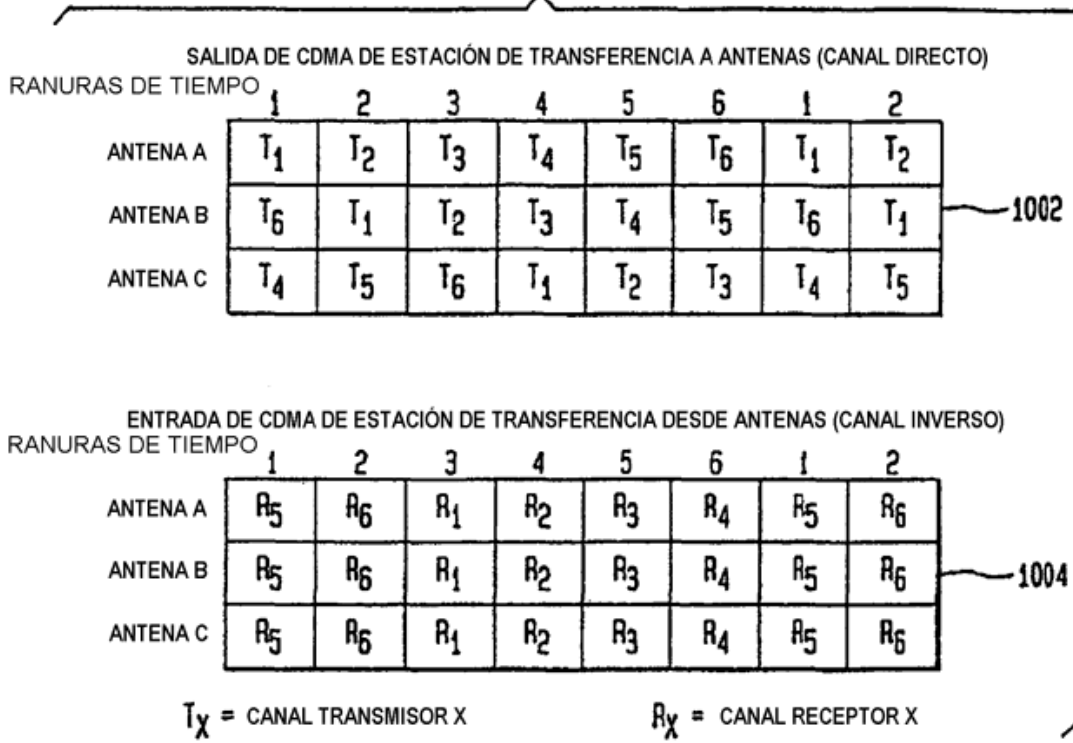 SALIDA DE CDMA DE ESTACIÓN DE TRANSFERENCIA A ANTENAS (CANAL DIRECTO)
RANURAS DE TIEMPO 1 2 3 4 5 6 1 2
ANTENA A T1 T2 T3 T4 T5 T6 T1 T2
ANTENA B T6 T1 T2 T3 T4 T5 T6 T1 1002
ANTENA C T4 T5 T6 T1 T2 T3 T4 T5
ENTRADA DE CDMA DE ESTACIÓN DE TRANSFERENCIA DESDE ANTENAS (CANAL INVERSO)
RANURAS DE TIEMPO 1 2 3 4 5 6 1 2
ANTENA A R5 R6 R1 R2 R3 R4 R5 R6
ANTENA B R5 R6 R1 R2 R3 R4 R5 R6 1004
ANTENA C R5 R6 R1 R2 R3 R4 R5 R6
TX = CANAL TRANSMISOR X RX = CANAL RECEPTOR X